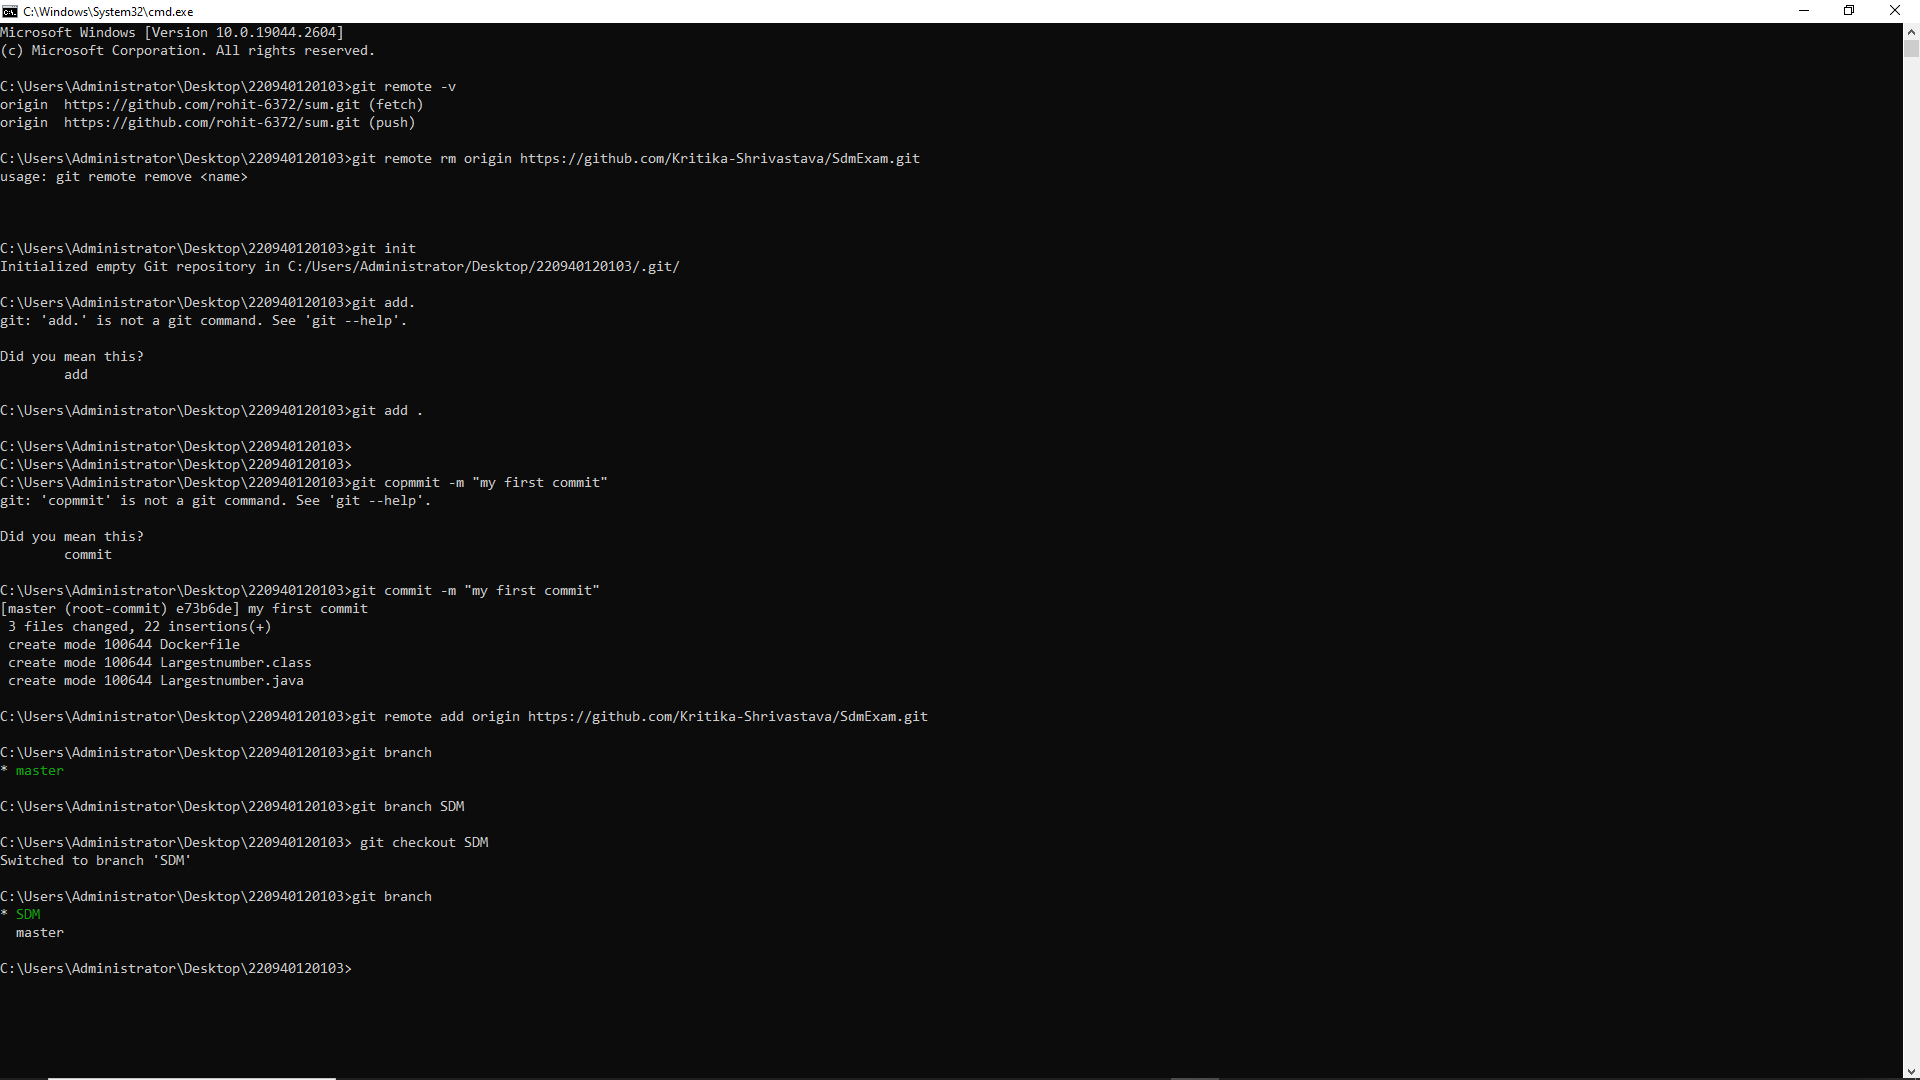 C:\Windows\System32\cmd.exe
Microsoft Windows [Version 10.0.19044.2604]
(c) Microsoft Corporation. All rights reserved.
C:\Users\Administrator\Desktop\220940120103>git remote -v
origin  https://github.com/rohit-6372/sum.git (fetch)
origin  https://github.com/rohit-6372/sum.git (push)
C:\Users\Administrator\Desktop\220940120103>git remote rm origin https://github.com/Kritika-Shrivastava/SdmExam.git
usage: git remote remove <name>
C:\Users\Administrator\Desktop\220940120103>git init
Initialized empty Git repository in C:/Users/Administrator/Desktop/220940120103/.git/
C:\Users\Administrator\Desktop\220940120103>git add.
git: 'add.' is not a git command. See 'git --help'.
Did you mean this?
        add
C:\Users\Administrator\Desktop\220940120103>git add .
C:\Users\Administrator\Desktop\220940120103>
C:\Users\Administrator\Desktop\220940120103>
C:\Users\Administrator\Desktop\220940120103>git copmmit -m "my first commit"
git: 'copmmit' is not a git command. See 'git --help'.
Did you mean this?
        commit
C:\Users\Administrator\Desktop\220940120103>git commit -m "my first commit"
[master (root-commit) e73b6de] my first commit
 3 files changed, 22 insertions(+)
 create mode 100644 Dockerfile
 create mode 100644 Largestnumber.class
 create mode 100644 Largestnumber.java
C:\Users\Administrator\Desktop\220940120103>git remote add origin https://github.com/Kritika-Shrivastava/SdmExam.git
C:\Users\Administrator\Desktop\220940120103>git branch
* master
C:\Users\Administrator\Desktop\220940120103>git branch SDM
C:\Users\Administrator\Desktop\220940120103> git checkout SDM
Switched to branch 'SDM'
C:\Users\Administrator\Desktop\220940120103>git branch
* SDM
  master
C:\Users\Administrator\Desktop\220940120103>